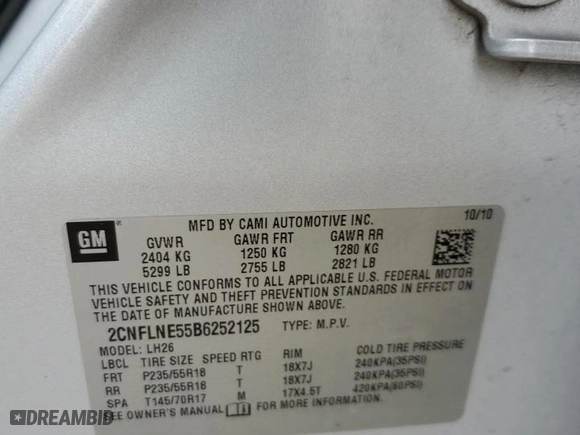 MFD BY CAMI AUTOMOTIVE INC. 10/10
GM
GVWR GAWR FRT GAWR RR
2404 KG 1250 KG 1280 KG
5299 LB 2755 LB 2821 LB
THIS VEHICLE CONFORMS TO ALL APPLICABLE U.S. FEDERAL MOTOR
VEHICLE SAFETY AND THEFT PREVENTION STANDARDS IN EFFECT ON
THE DATE OF MANUFACTURE SHOWN ABOVE.
2CNFLNE55B6252125 TYPE: M.P.V.
MODEL: LH26
LBCL TIRE SIZE SPEED RTG RIM COLD TIRE PRESSURE
FRT P235/55R18 T 18X7J 240KPA(35PSI)
RR P235/55R18 T 18X7J 240KPA(35PSI)
SPA T145/70R17 M 17X4.5T 420KPA(60PSI)
SEE OWNER'S MANUAL FOR MORE INFORMATION.
DREAMBID